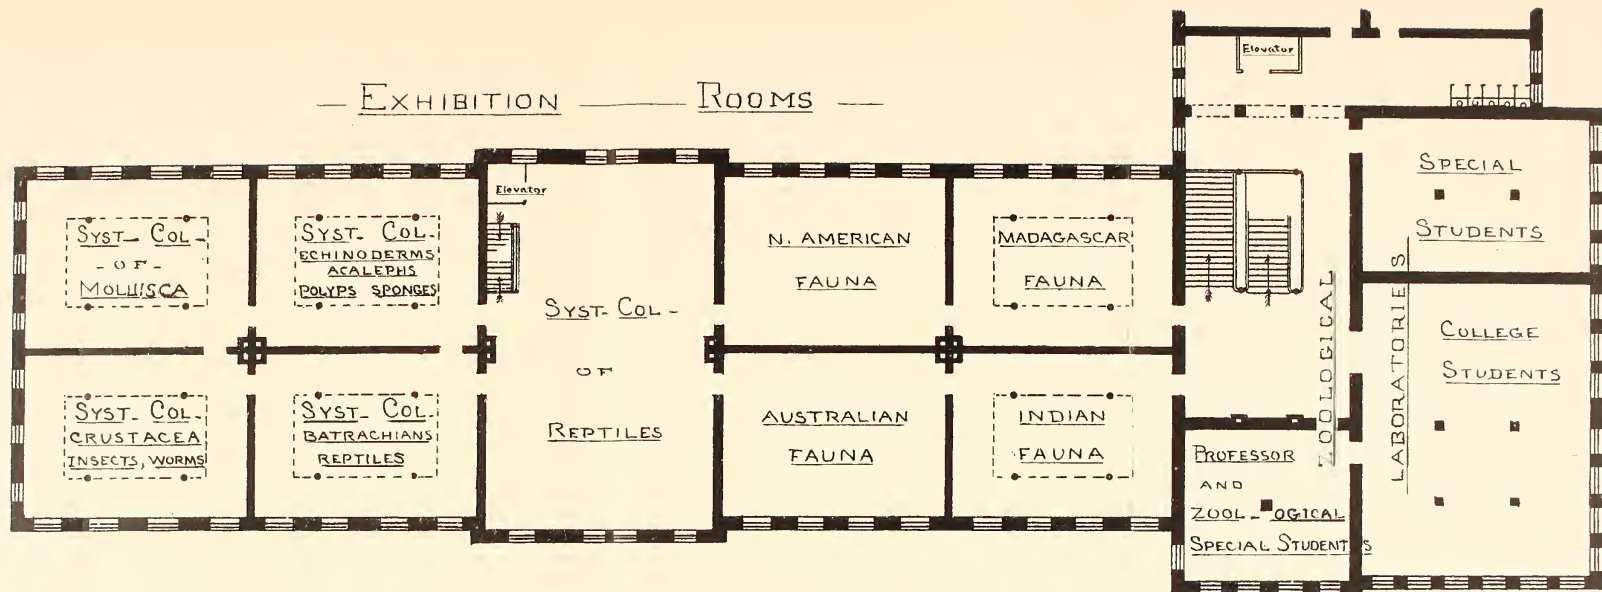 — EXHIBITION — ROOMS —
Elevator
Elevator
SYST- COL -
- OF -
MOLLUSCA
SYST- COL-
ECHINODERMS
ACALEPHS
POLYPS SPONGES
SYST- COL -
OF
REPTILES
N. AMERICAN
FAUNA
MADAGASCAR
FAUNA
SYST- COL-
CRUSTACEA
INSECTS, WORMS
SYST- COL-
BATRACHIANS
REPTILES
AUSTRALIAN
FAUNA
INDIAN
FAUNA
ZOOLOGICAL
LABORATORIES
SPECIAL
STUDENTS
COLLEGE
STUDENTS
PROFESSOR
AND
ZOOL-OGICAL
SPECIAL STUDENTS